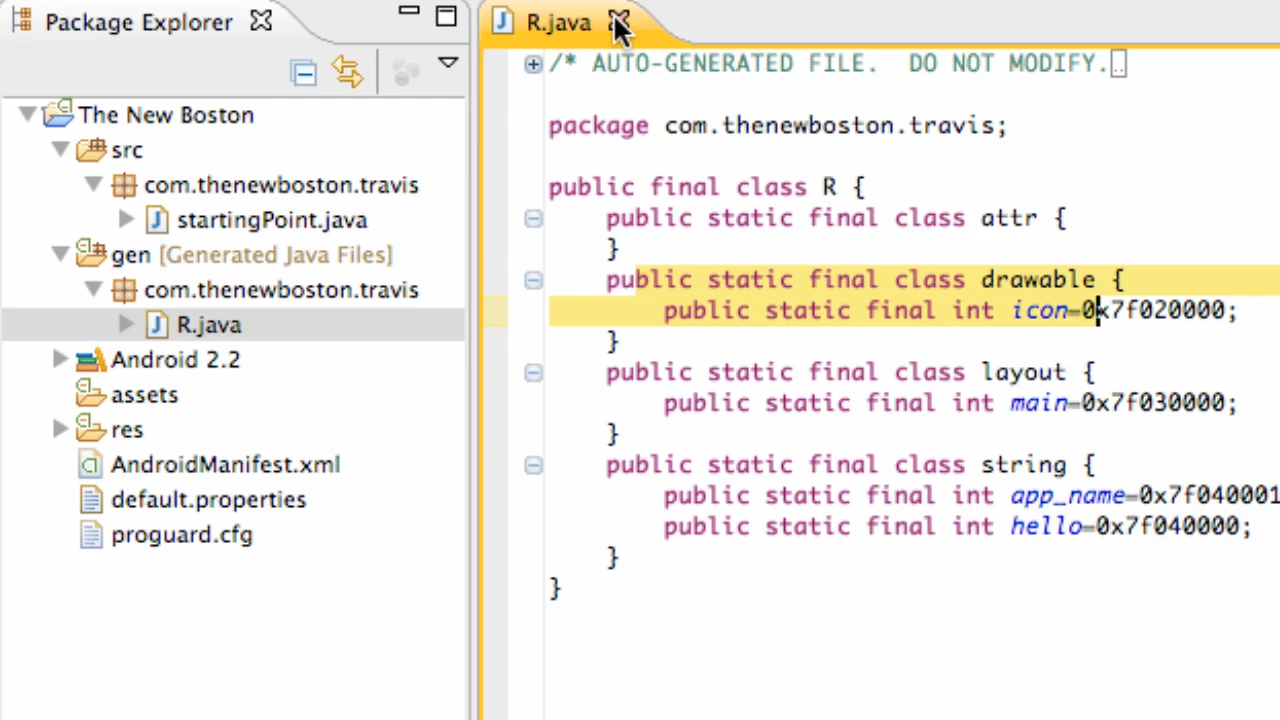 Package Explorer
The New Boston
src
com.thenewboston.travis
startingPoint.java
gen [Generated Java Files]
com.thenewboston.travis
R.java
Android 2.2
assets
res
AndroidManifest.xml
default.properties
proguard.cfg
R.java
/* AUTO-GENERATED FILE.  DO NOT MODIFY...
package com.thenewboston.travis;
public final class R {
public static final class attr {
}
public static final class drawable {
public static final int icon=0x7f020000;
}
public static final class layout {
public static final int main=0x7f030000;
}
public static final class string {
public static final int app_name=0x7f040001
public static final int hello=0x7f040000;
}
}